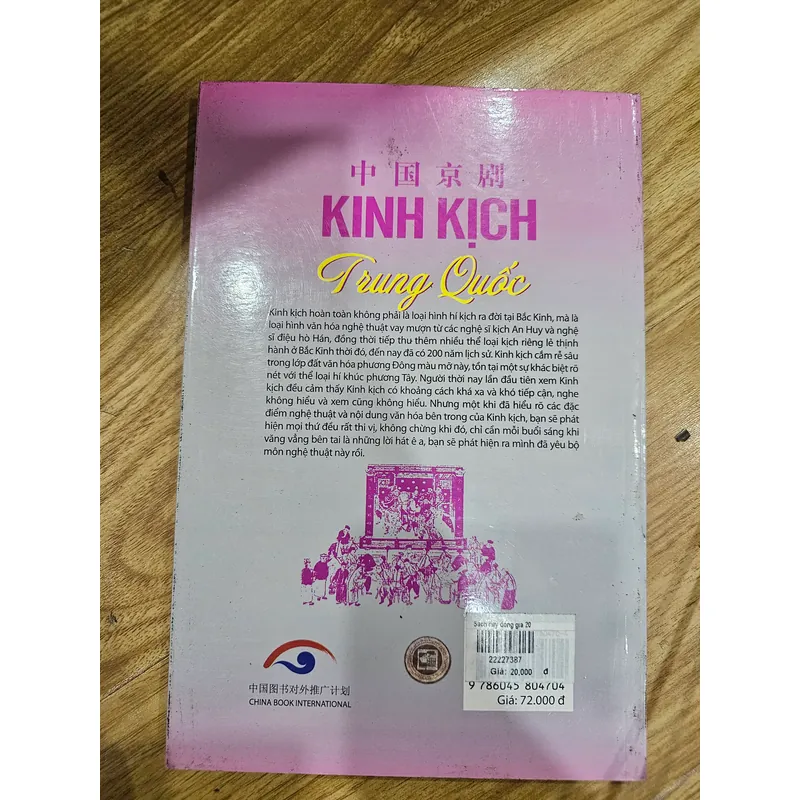 中国京剧
KINH KỊCH
Trung Quốc
Kinh kịch hoàn toàn không phải là loại hình hí kịch ra đời tại Bắc Kinh, mà là
loại hình văn hóa nghệ thuật vay mượn từ các nghệ sĩ kịch An Huy và nghệ
sĩ điệu hò Hán, đồng thời tiếp thu thêm nhiều thể loại kịch riêng lẻ thịnh
hành ở Bắc Kinh thời đó, đến nay đã có 200 năm lịch sử. Kinh kịch cắm rễ sâu
trong lớp đất văn hóa phương Đông màu mỡ này, tồn tại một sự khác biệt rõ
nét với thể loại hí khúc phương Tây. Người thời nay lần đầu tiên xem Kinh
kịch đều cảm thấy Kinh kịch có khoảng cách khá xa và khó tiếp cận, nghe
không hiểu và xem cũng không hiểu. Nhưng một khi đã hiểu rõ các đặc
điểm nghệ thuật và nội dung văn hóa bên trong của Kinh kịch, bạn sẽ phát
hiện mọi thứ đều rất thi vị, không chừng khi đó, chỉ cần mỗi buổi sáng khi
văng vẳng bên tai là những lời hát ê a, bạn sẽ phát hiện ra mình đã yêu bộ
môn nghệ thuật này rồi.
中国图书对外推广计划
CHINA BOOK INTERNATIONAL
22227387
Giá: 20,000 đ
9 786045 804704
Giá: 72.000 đ